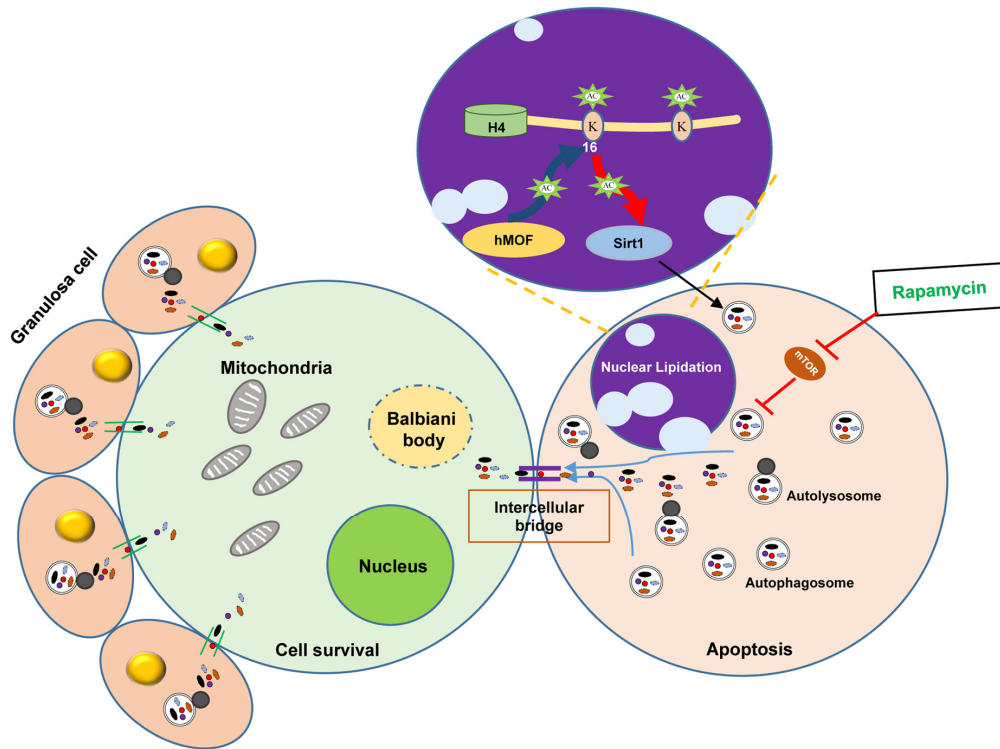 AC
AC
H4
K
K
16
AC
AC
hMOF
Sirt1
Rapamycin
Granulosa cell
Mitochondria
Nuclear Lipidation
mTOR
Balbiani
body
Autolysosome
Intercellular
bridge
Nucleus
Autophagosome
Cell survival
Apoptosis